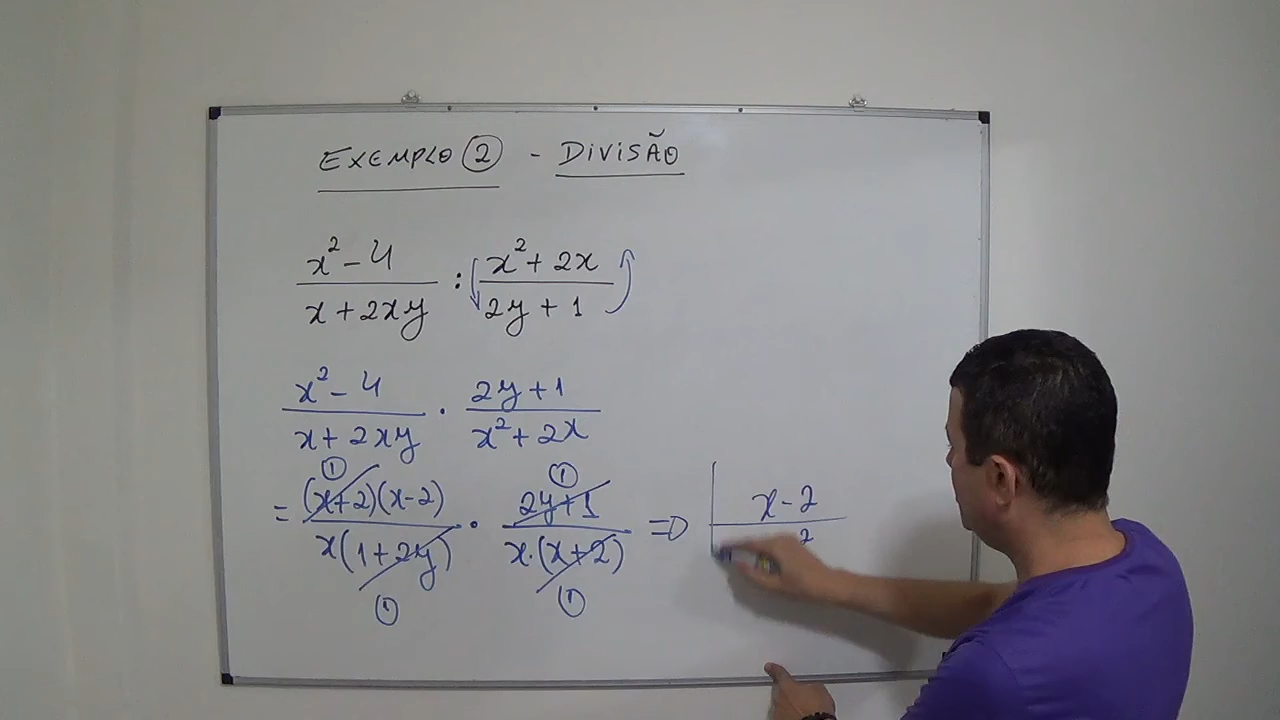 EXEMPLO ② - DIVISÃO
x² - 4 / x + 2xy : x² + 2x / 2y + 1
x² - 4 / x + 2xy · 2y + 1 / x² + 2x
① ①
= (x+2)(x-2) / x(1+2y) · 2y+1 / x·(x+2) ⇒ x-2 / 2
① ①